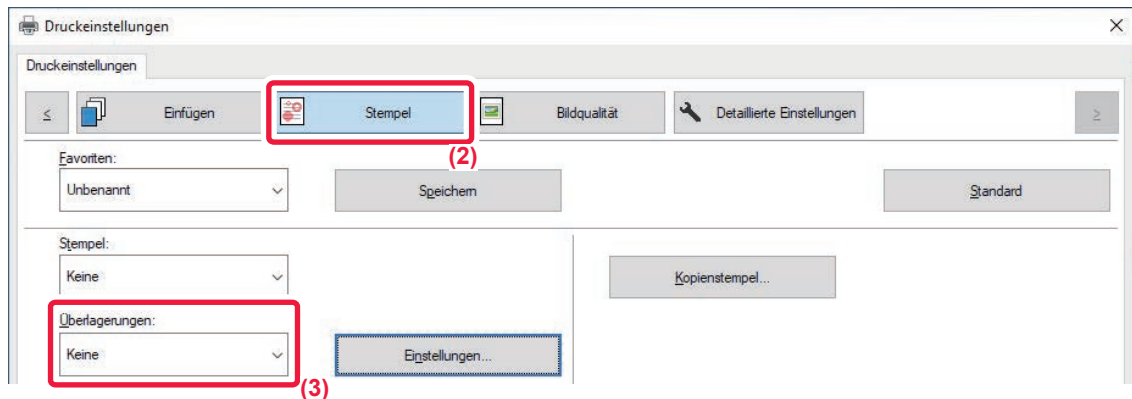 Druckeinstellungen
Druckeinstellungen
< Einfügen Stempel Bildqualität Detaillierte Einstellungen >
(2)
Favoriten:
Unbenannt Speichern Standard
Stempel:
Keine Kopienstempel...
Überlagerungen:
Keine Einstellungen...
(3)